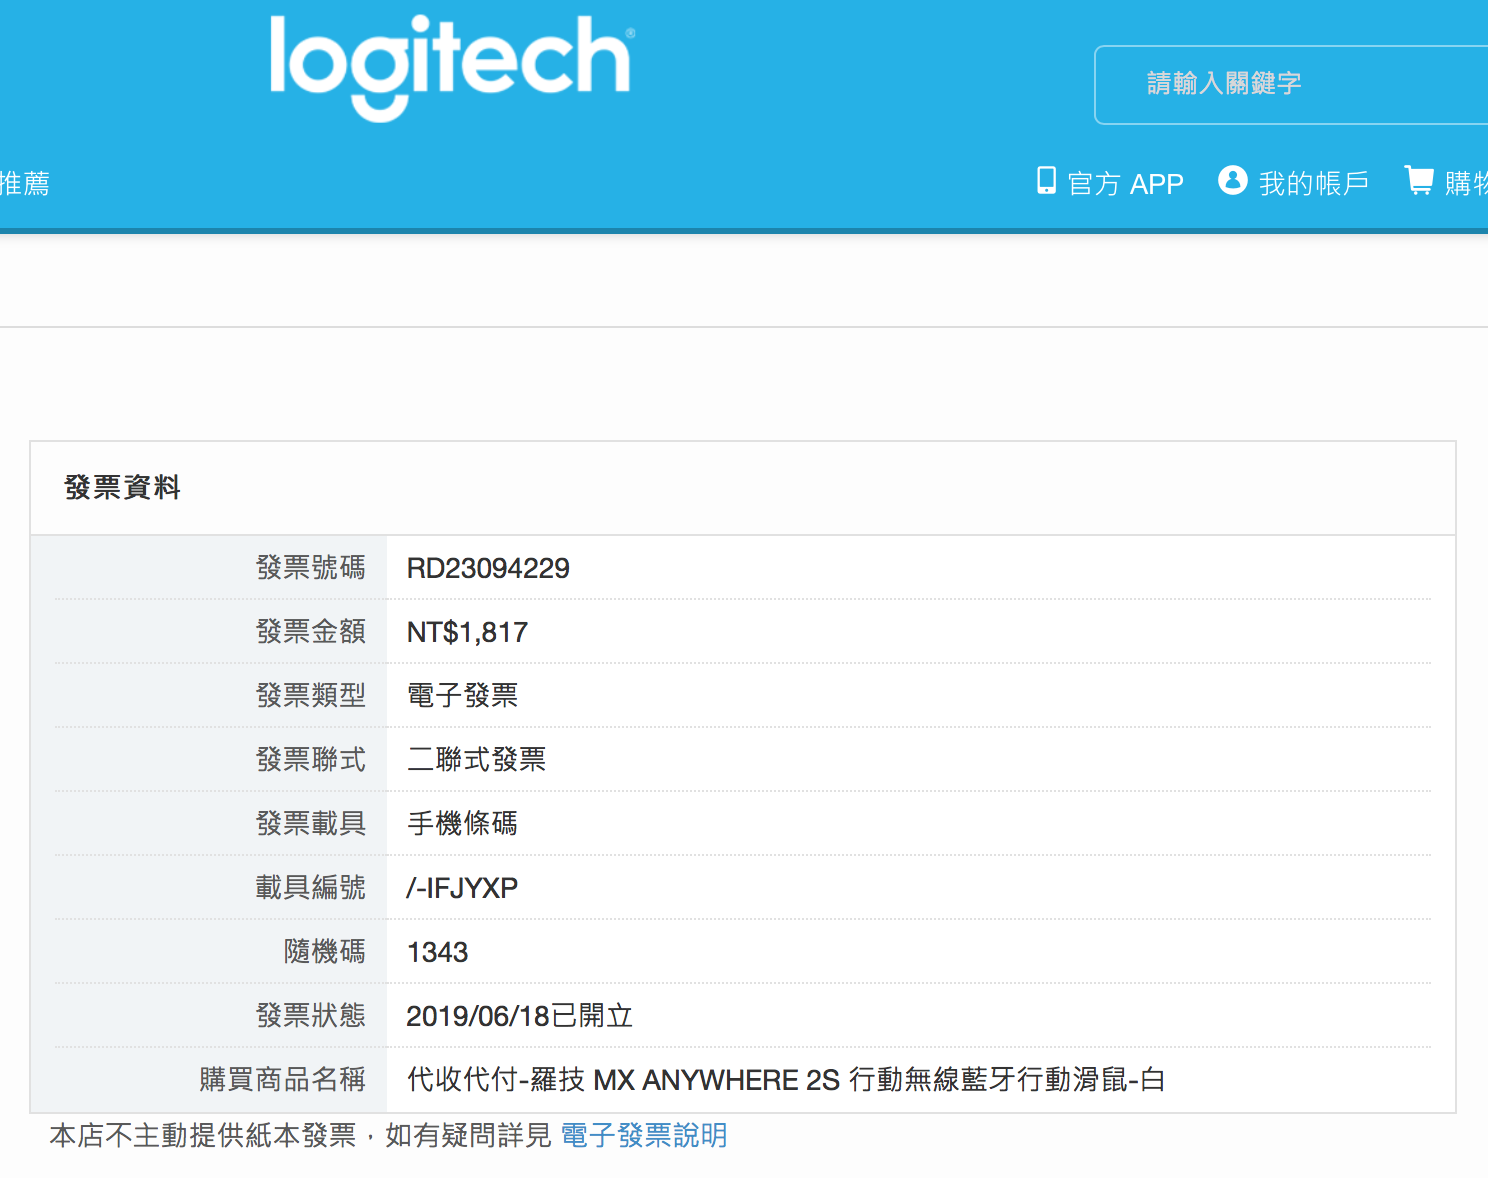 logitech®
請輸入關鍵字
推薦
官方 APP
我的帳戶
購物
發票資料
發票號碼 RD23094229
發票金額 NT$1,817
發票類型 電子發票
發票聯式 二聯式發票
發票載具 手機條碼
載具編號 /-IFJYXP
隨機碼 1343
發票狀態 2019/06/18已開立
購買商品名稱 代收代付-羅技 MX ANYWHERE 2S 行動無線藍牙行動滑鼠-白
本店不主動提供紙本發票，如有疑問詳見 電子發票說明